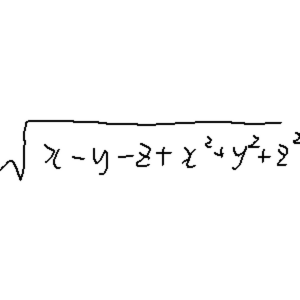 √(x - y - z + x² + y² + z²)